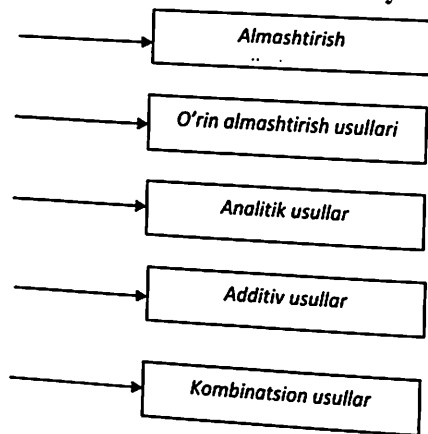 Almashtirish
O'rin almashtirish usullari
Analitik usullar
Additiv usullar
Kombinatsion usullar